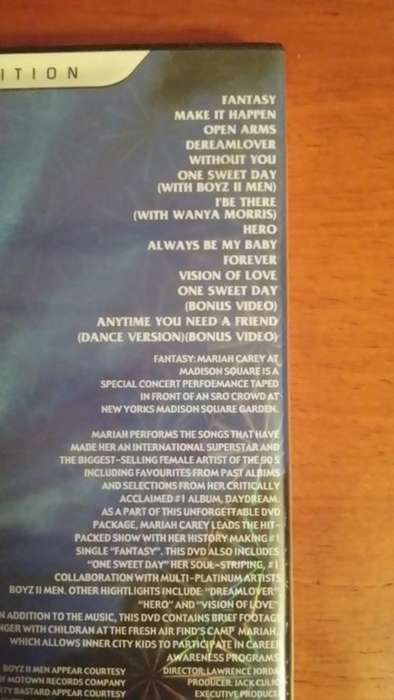 ITION
FANTASY
MAKE IT HAPPEN
OPEN ARMS
DEREAMLOVER
WITHOUT YOU
ONE SWEET DAY
(WITH BOYZ II MEN)
I'BE THERE
(WITH WANYA MORRIS)
HERO
ALWAYS BE MY BABY
FOREVER
VISION OF LOVE
ONE SWEET DAY
(BONUS VIDEO)
ANYTIME YOU NEED A FRIEND
(DANCE VERSION)(BONUS VIDEO)
FANTASY: MARIAH CAREY AT
MADISON SQUARE IS A
SPECIAL CONCERT PERFOEMANCE TAPED
IN FRONT OF AN SRO CROWD AT
NEW YORKS MADISON SQUARE GARDEN.
MARIAH PERFORMS THE SONGS THAT HAVE
MADE HER AN INTERNATIONAL SUPERSTAR AND
THE BIGGEST-SELLING FEMALE ARTIST OF THE 90 S
INCLUDING FAVOURITES FROM PAST ALBUMS
AND SELECTIONS FROM HER CRITICALLY
ACCLAIMED #1 ALBUM, DAYDREAM.
AS A PART OF THIS UNFORGETTABLE DVD
PACKAGE, MARIAH CAREY LEADS THE HIT-
PACKED SHOW WITH HER HISTORY MAKING #1
SINGLE "FANTASY". THIS DVD ALSO INCLUDES
"ONE SWEET DAY" HER SOUL-STRIPING, #1
COLLABORATION WITH MULTI-PLATINUM ARTISTS
BOYZ II MEN. OTHER HIGHTLIGHTS INCLUDE: "DREAMLOVER"
"HERO" AND "VISION OF LOVE"
N ADDITION TO THE MUSIC, THIS DVD CONTAINS BRIEF FOOTAGE
NGER WITH CHILDRAN AT THE FRESH AIR FIND'S CAMP MARIAH,
WHICH ALLOWS INNER CITY KIDS TO PARTICIPATE IN CAREER
AWARENESS PROGRAMS
BOYZ II MEN APPEAR COURTESY DIRECTOR: LAWRENCE JORDA
OF MOTOWN RECORDS COMPANY PRODUCER: JACK
TY BASTARD APPEAR COURTESY EXECUTIVE PRODUCE